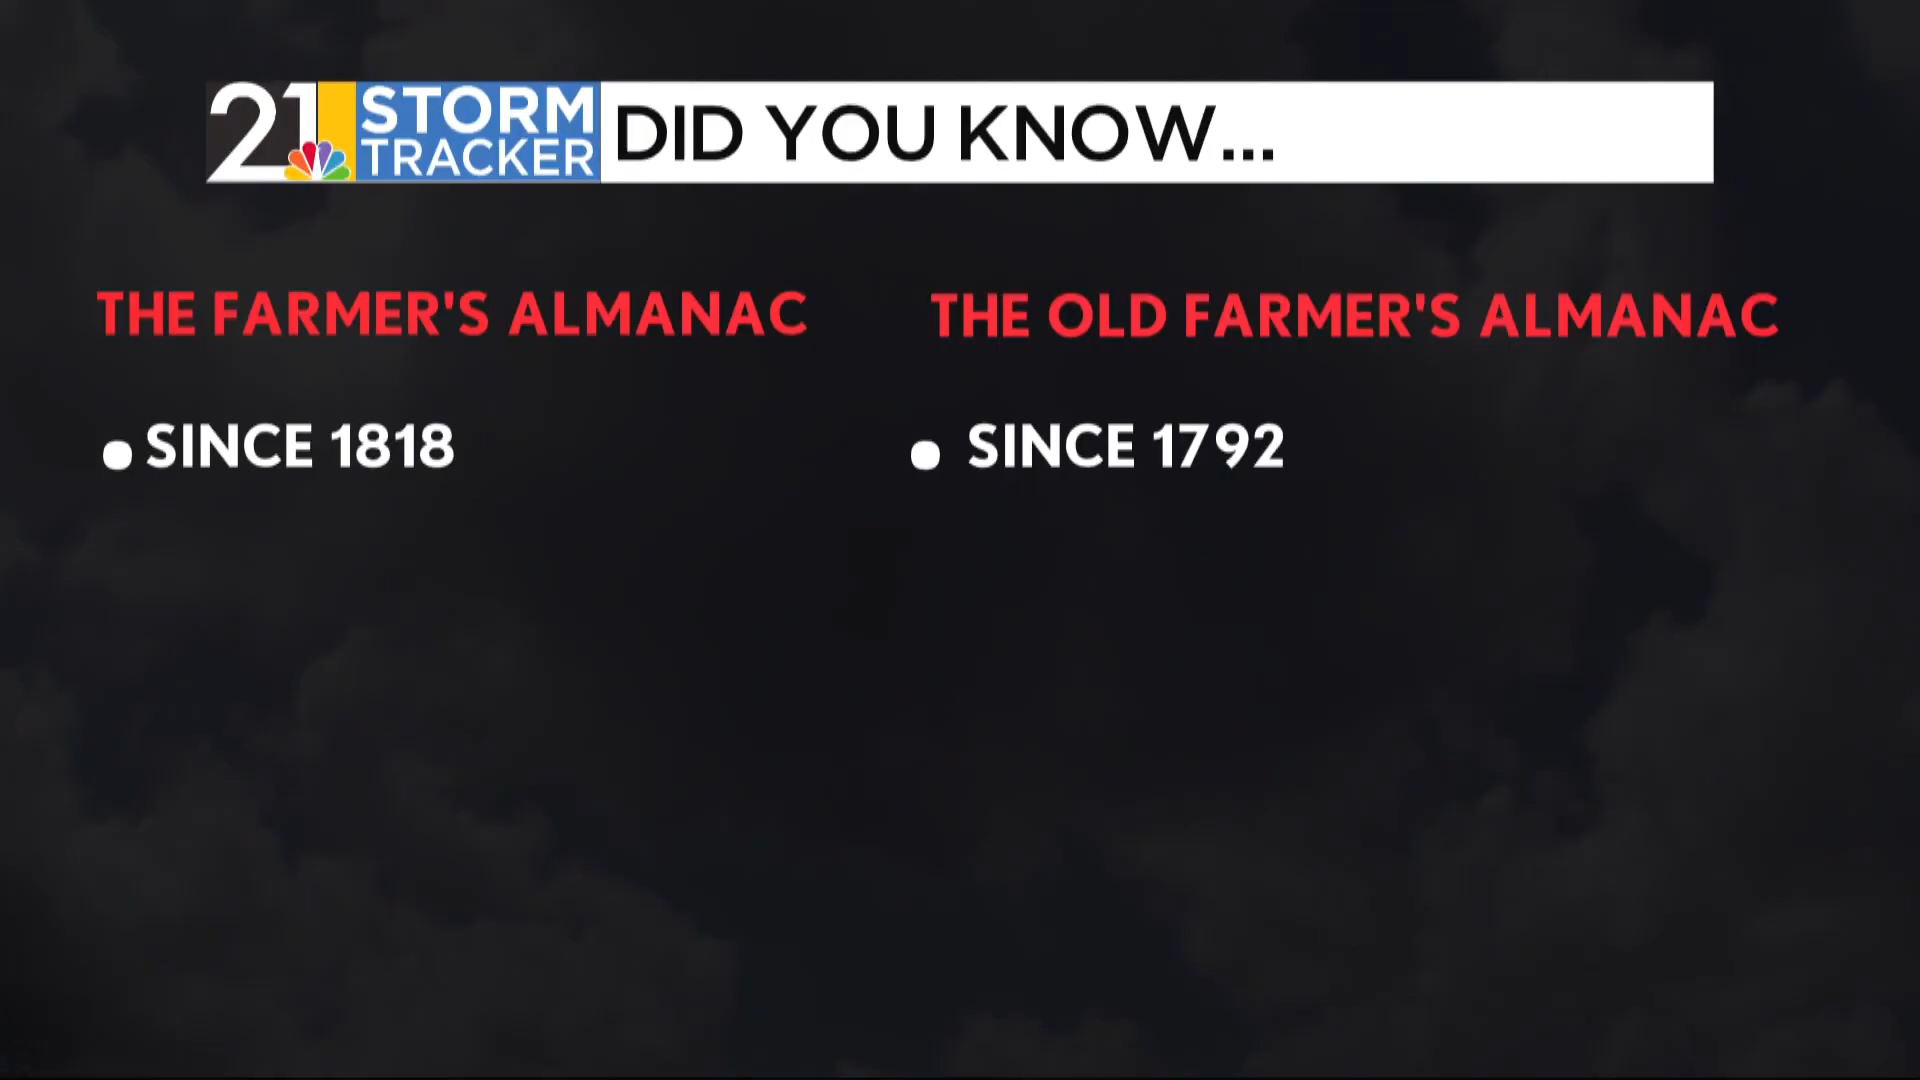 21 STORM TRACKER DID YOU KNOW...
THE FARMER'S ALMANAC
• SINCE 1818
THE OLD FARMER'S ALMANAC
• SINCE 1792